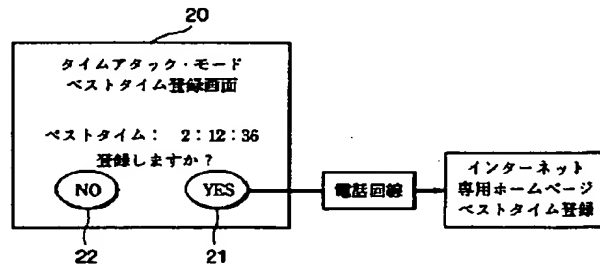 20
タイムアタック・モード
ベストタイム登録画面
ベストタイム： 2：12：36
登録しますか？
NO
YES
電話回線
インターネット
専用ホームページ
ベストタイム登録
22
21